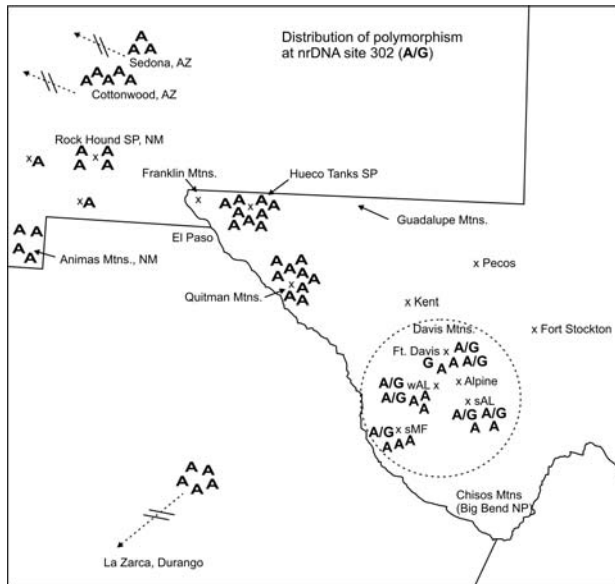 Distribution of polymorphism
at nrDNA site 302 (A/G)
A A
A A
Sedona, AZ
A A
A A A
Cottonwood, AZ
Rock Hound SP, NM
x A
A x A
A A
x A
Franklin Mtns.
x
Hueco Tanks SP
A A x A A
A A A
A A
Guadalupe Mtns.
El Paso
A A
A A
Animas Mtns., NM
A A
A A A A
x A
A A
Quitman Mtns.
x Pecos
x Kent
x Fort Stockton
Davis Mtns.
Ft. Davis x A/G
G A A/G
A
A/G wAL x
A/G A A
A
x Alpine
x sAL
A/G A/G
A A
A/G x sMF
A A A
A A
A A A
La Zarca, Durango
Chisos Mtns
(Big Bend NP)